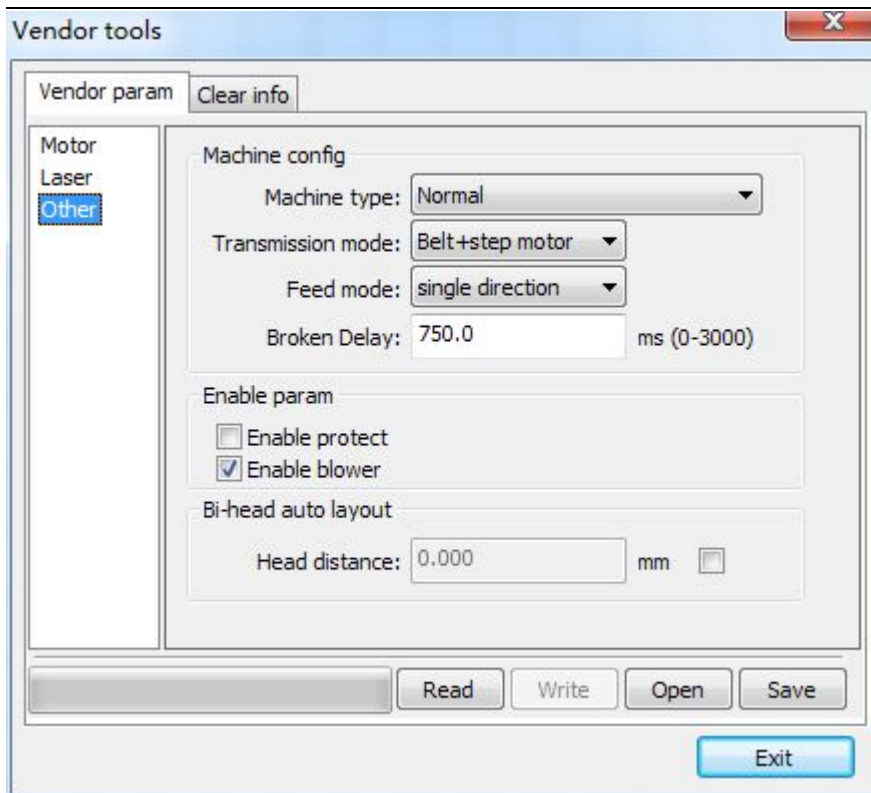 Vendor tools
Vendor param Clear info
Motor
Laser
Other
Machine config
Machine type: Normal
Transmission mode: Belt+step motor
Feed mode: single direction
Broken Delay: 750.0 ms (0-3000)
Enable param
Enable protect
Enable blower
Bi-head auto layout
Head distance: 0.000 mm
Read Write Open Save
Exit